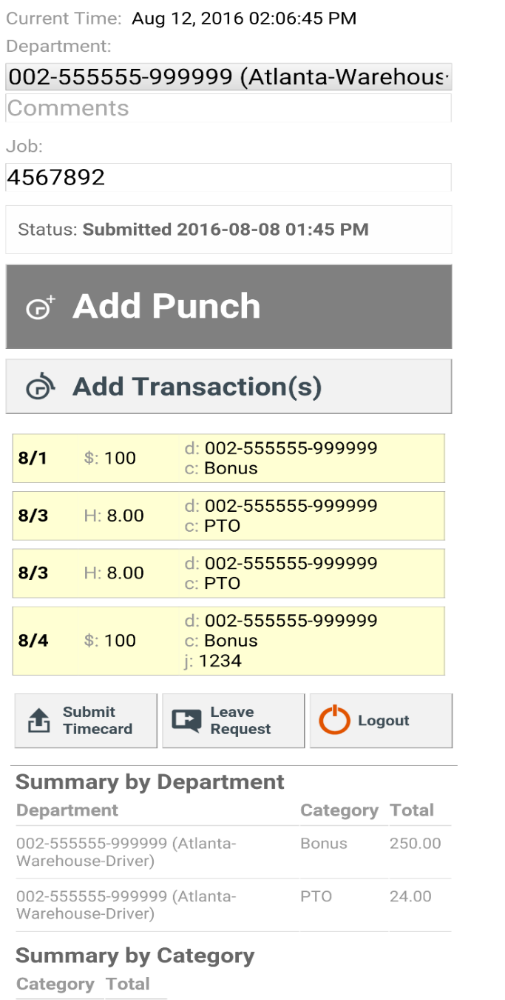 Current Time: Aug 12, 2016 02:06:45 PM
Department:
002-555555-999999 (Atlanta-Warehous
Comments
Job:
4567892
Status: Submitted 2016-08-08 01:45 PM
Add Punch
Add Transaction(s)
8/1 $: 100 d: 002-555555-999999
c: Bonus
8/3 H: 8.00 d: 002-555555-999999
c: PTO
8/3 H: 8.00 d: 002-555555-999999
c: PTO
8/4 $: 100 d: 002-555555-999999
c: Bonus
j: 1234
Submit Timecard
Leave Request
Logout
Summary by Department
Department Category Total
002-555555-999999 (Atlanta- Bonus 250.00
Warehouse-Driver)
002-555555-999999 (Atlanta- PTO 24.00
Warehouse-Driver)
Summary by Category
Category Total